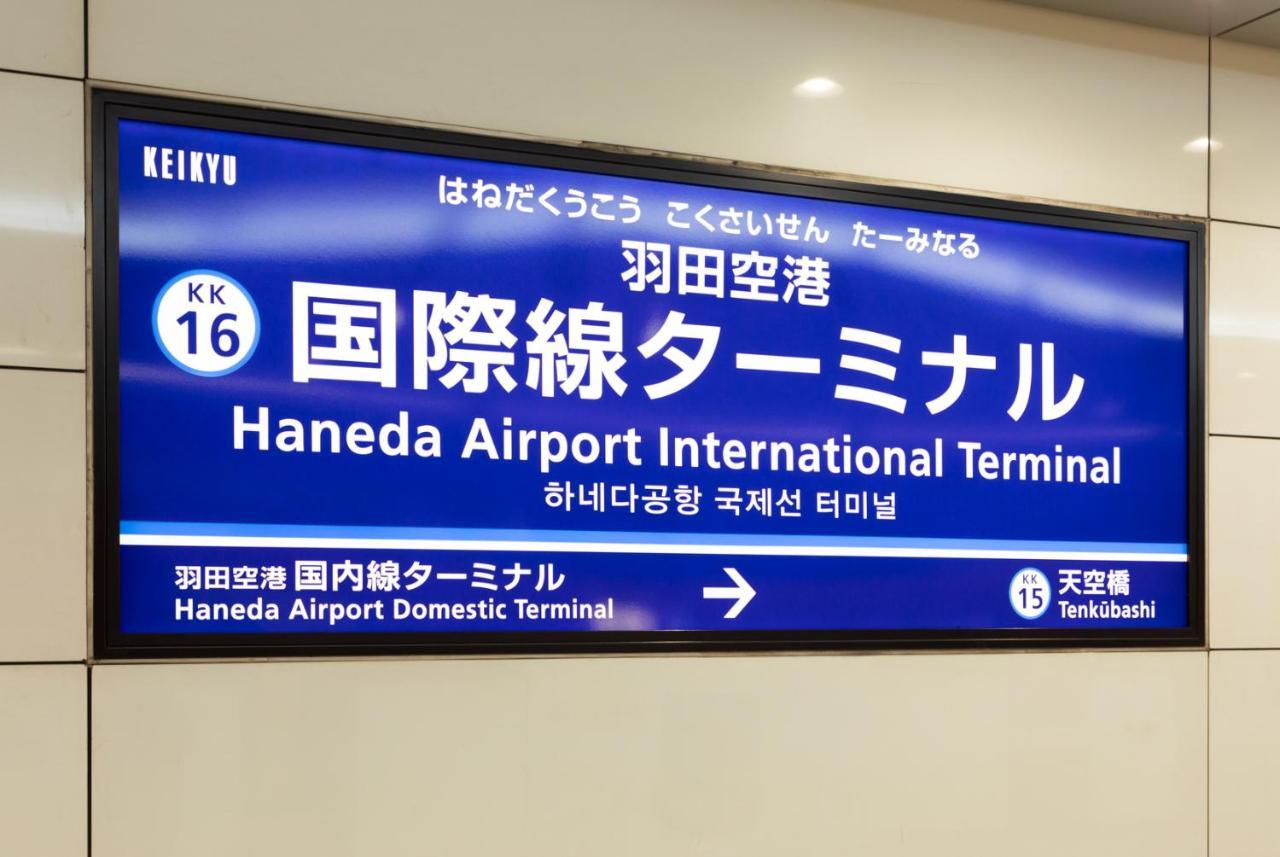 KEIKYU
はねだくうこう こくさいせん たーみなる
羽田空港
KK
16
国際線ターミナル
Haneda Airport International Terminal
하네다공항 국제선 터미널
羽田空港 国内線ターミナル
Haneda Airport Domestic Terminal
→
KK
15
天空橋
Tenkūbashi